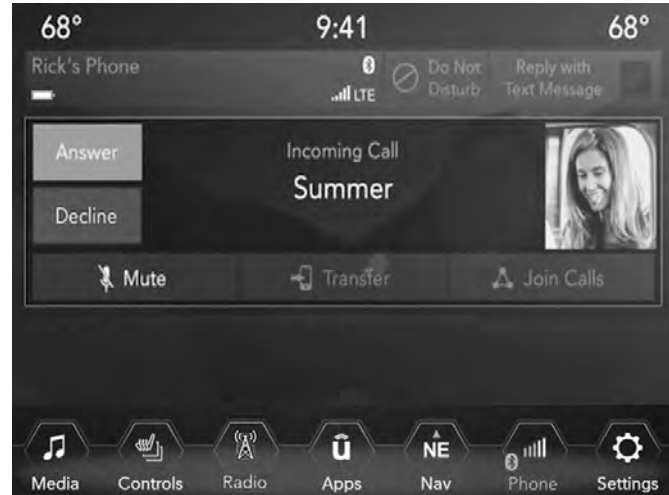 68° 9:41 68°
Rick's Phone
LTE
Do Not
Disturb
Reply with
Text Message
Answer
Incoming Call
Summer
Decline
Mute
Transfer
Join Calls
û
NE
Media Controls Radio Apps Nav Phone Settings